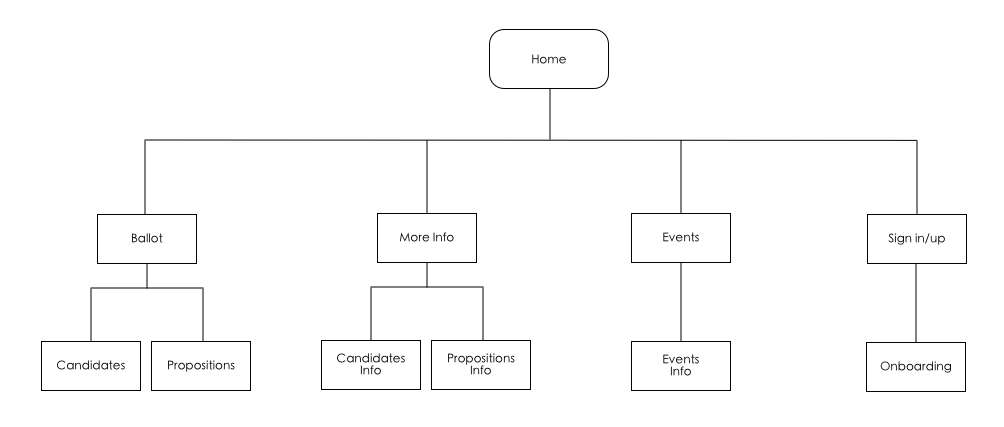 Home
Ballot
More Info
Events
Sign in/up
Candidates
Propositions
Candidates
Info
Propositions
Info
Events
Info
Onboarding